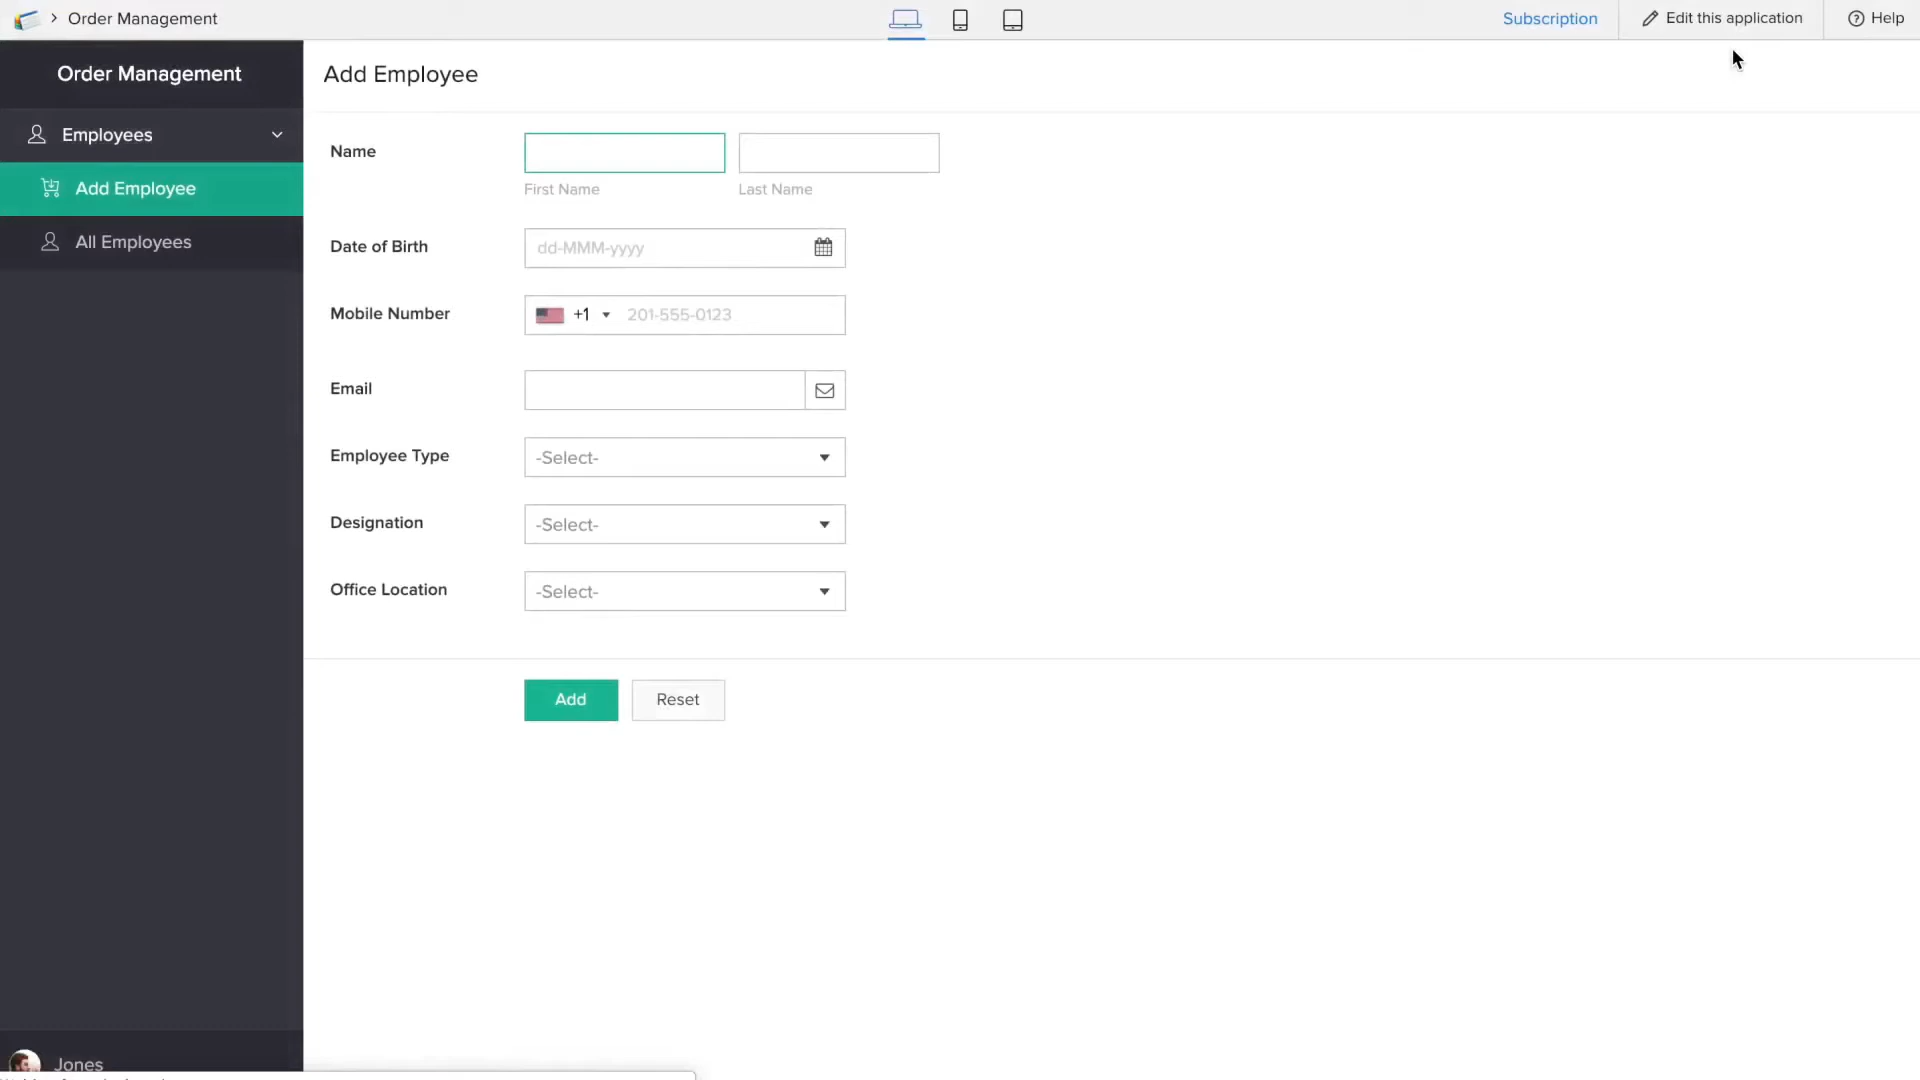 Order Management
Subscription
Edit this application
Help
Order Management
Employees
Add Employee
All Employees
Jones
Add Employee
Name
First Name
Last Name
Date of Birth
dd-MMM-yyyy
Mobile Number
+1
201-555-0123
Email
Employee Type
-Select-
Designation
-Select-
Office Location
-Select-
Add
Reset